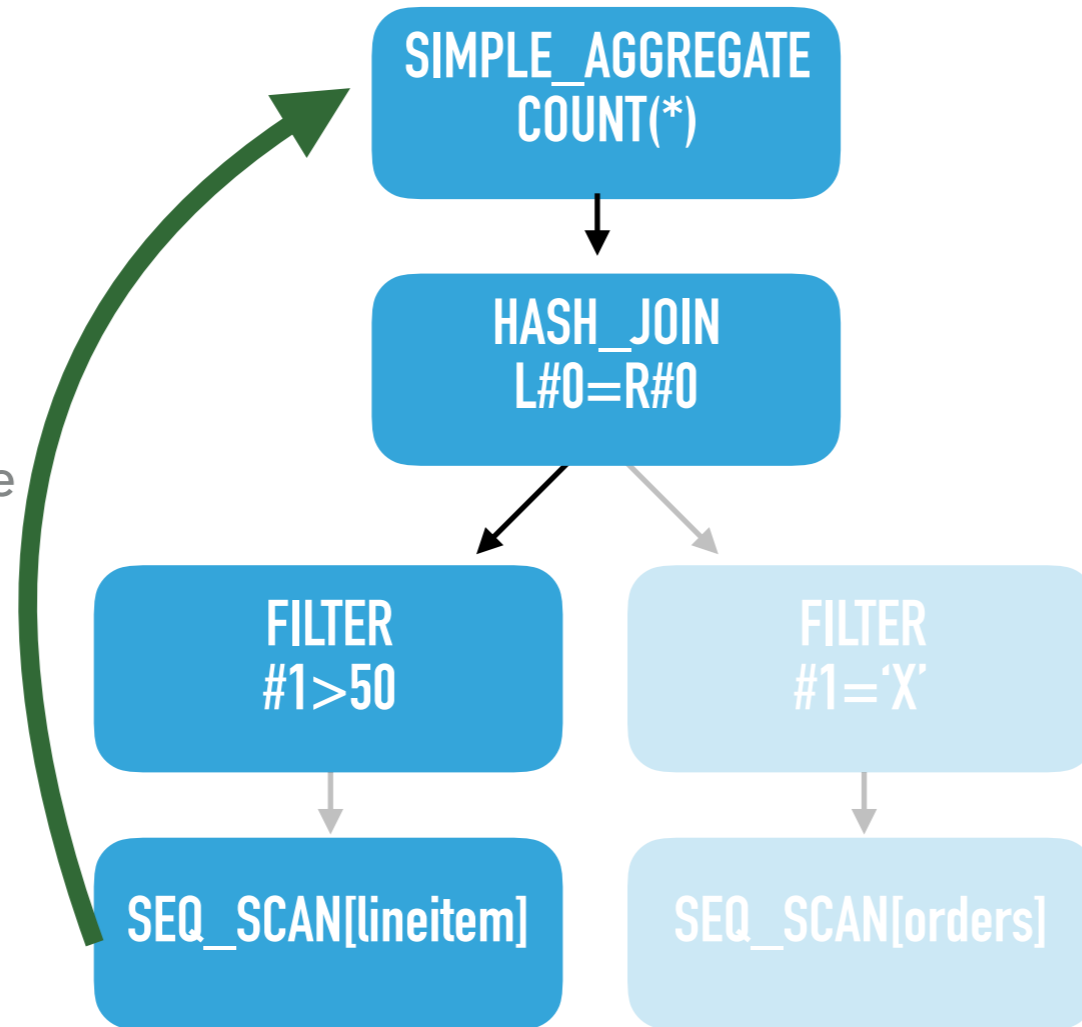 SIMPLE_AGGREGATE
COUNT(*)
HASH_JOIN
L#0=R#0
e
FILTER
#1>50
FILTER
#1=‘X’
SEQ_SCAN[lineitem]
SEQ_SCAN[orders]